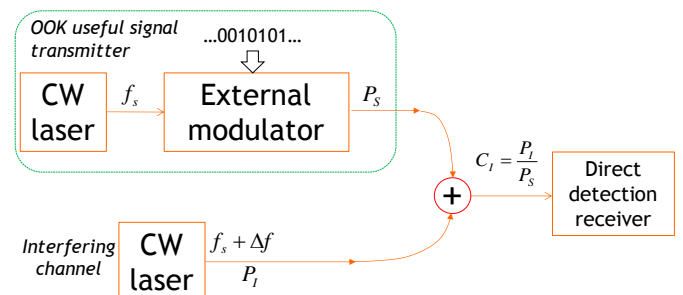 OOK useful signal
transmitter
...0010101...
CW
laser
f_s
External
modulator
P_S
C_I = P_I / P_S
Direct
detection
receiver
+
Interfering
channel
CW
laser
f_s + Δf
P_I